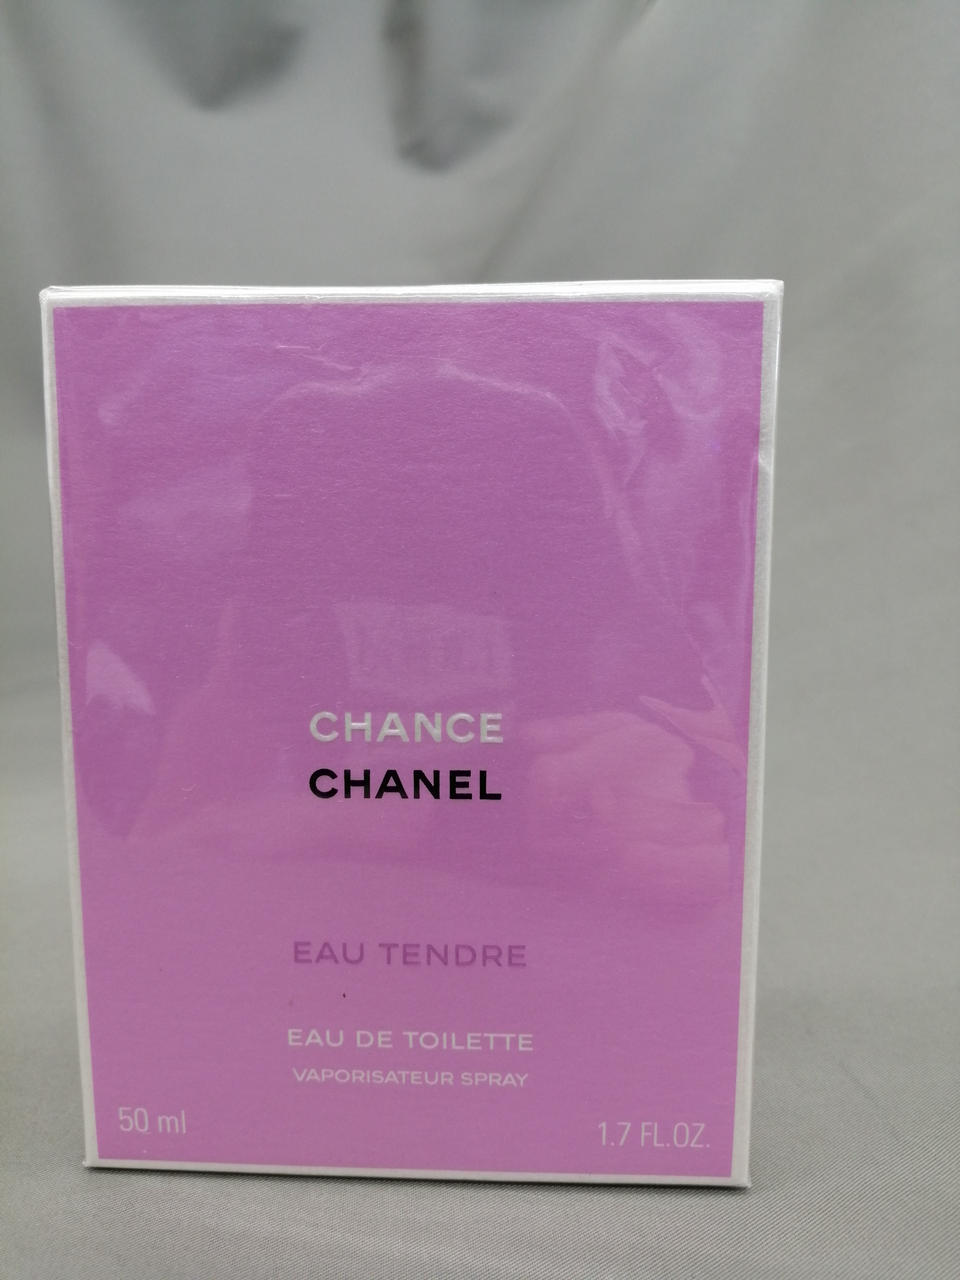 CHANCE
CHANEL
EAU TENDRE
EAU DE TOILETTE
VAPORISATEUR SPRAY
50 ml
1.7 FL.OZ.